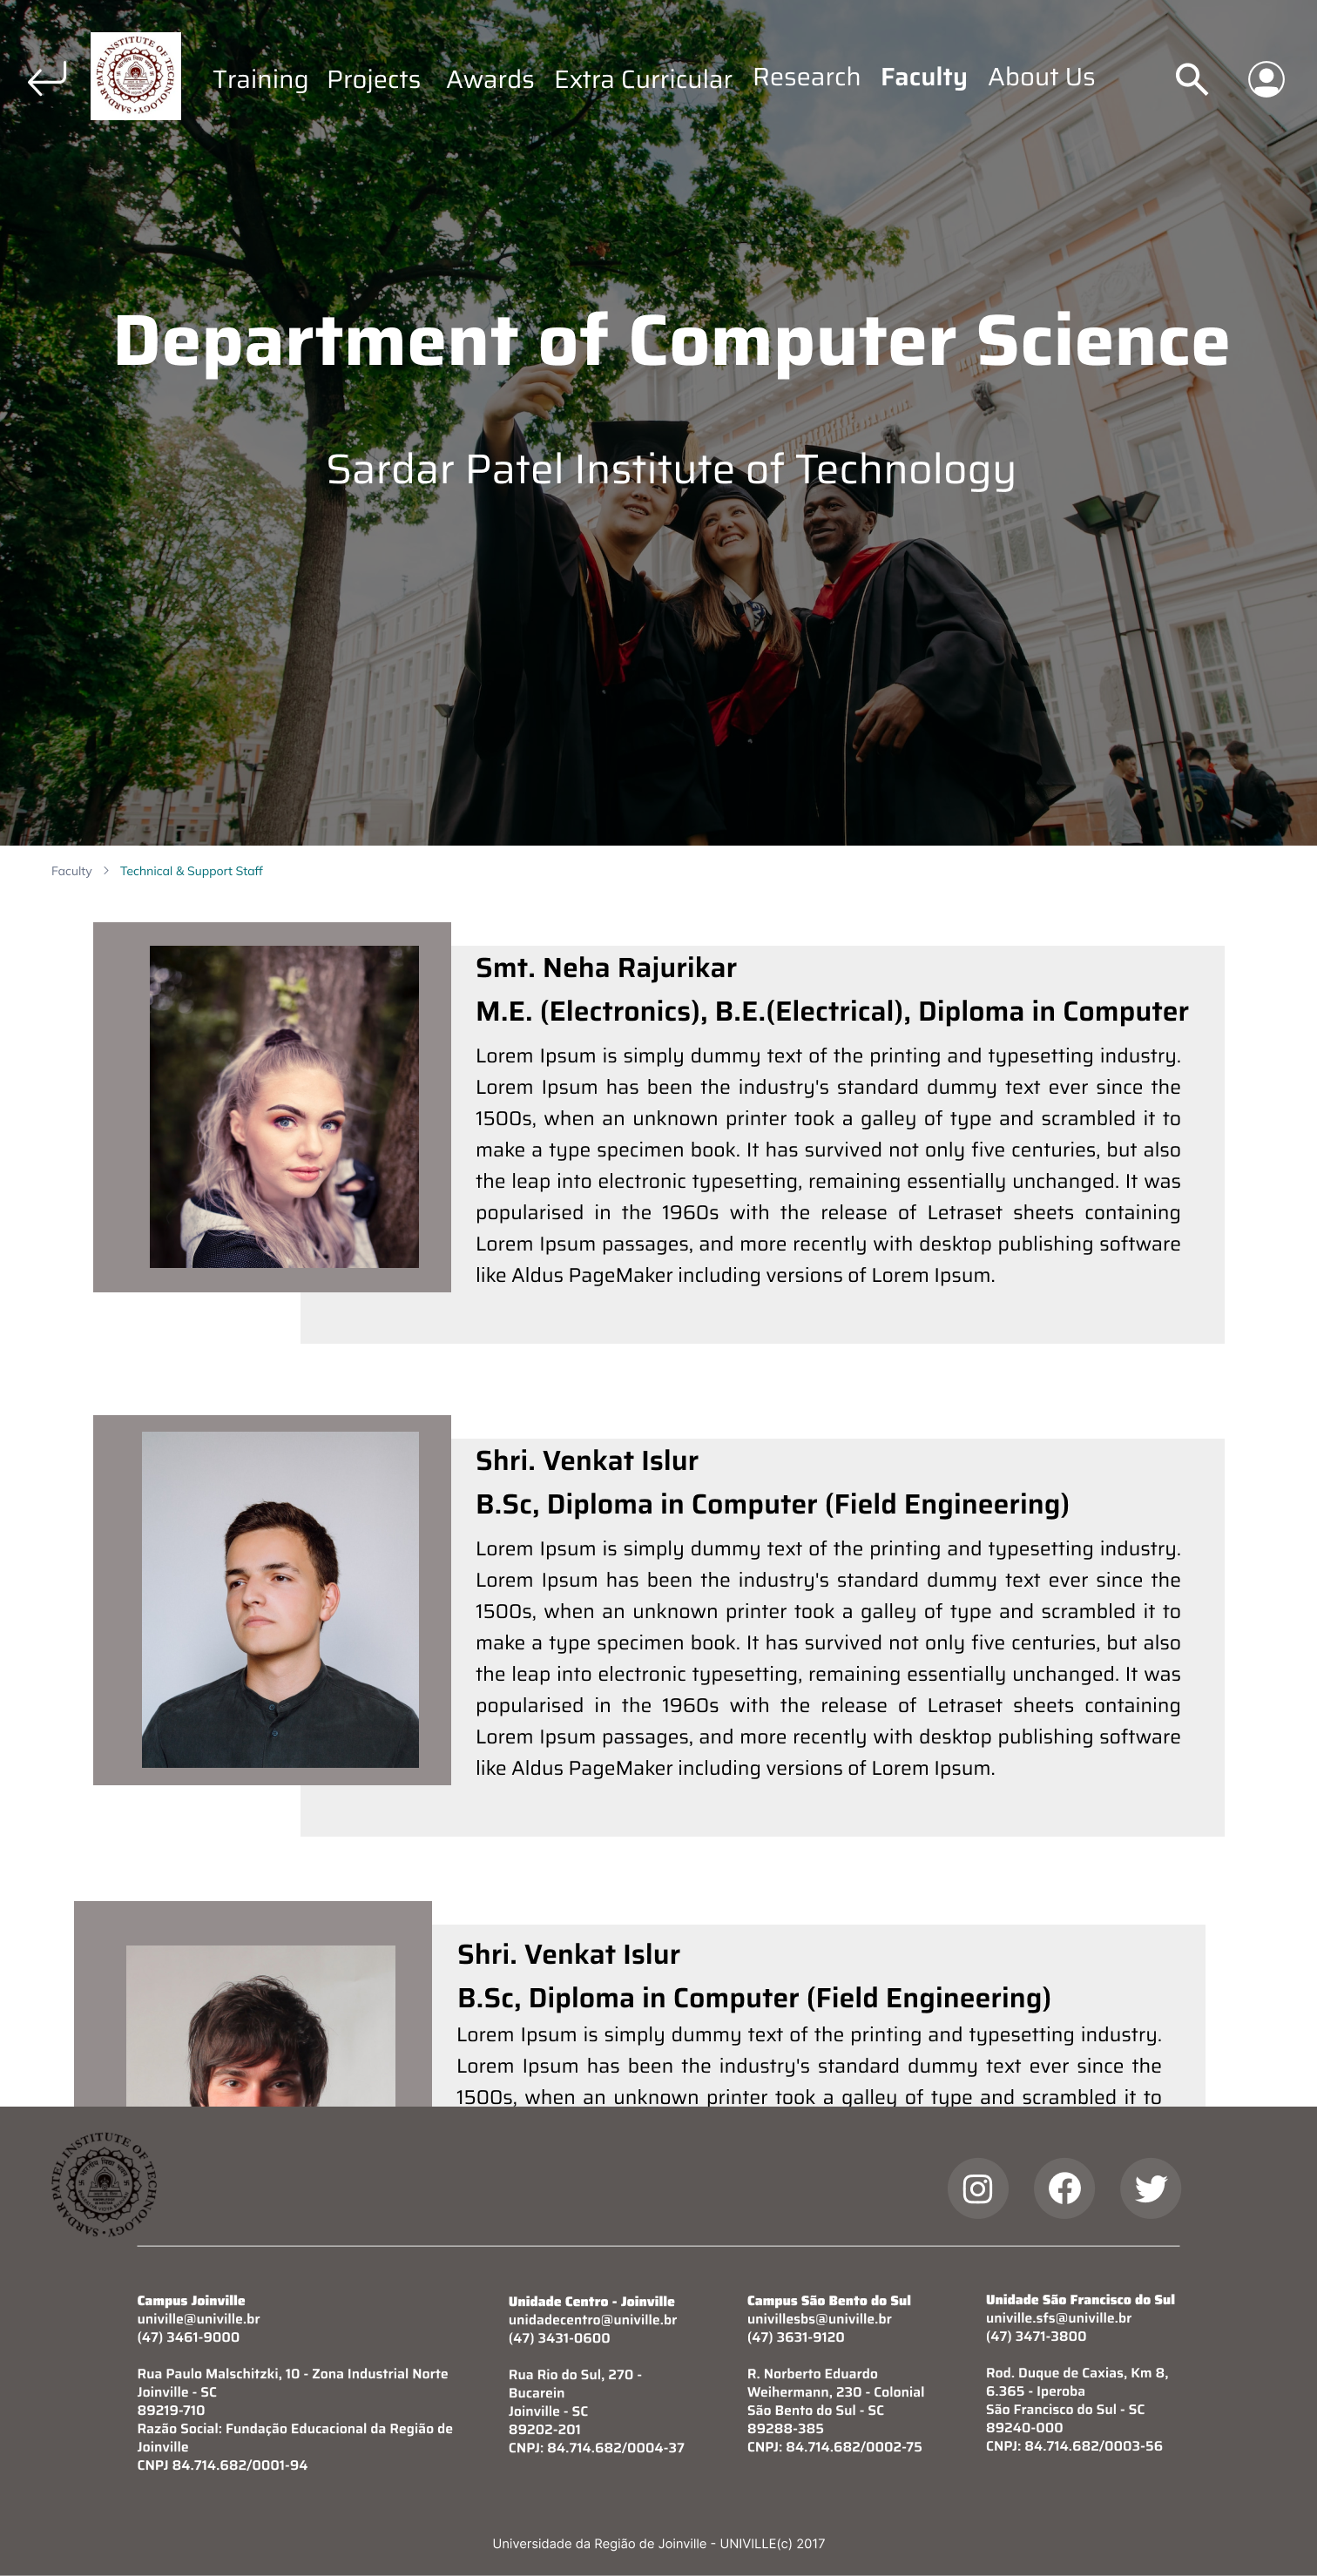 SARDAR PATEL INSTITUTE OF TECHNOLOGY
Training Projects Awards Extra Curricular Research Faculty About Us
Department of Computer Science
Sardar Patel Institute of Technology
Faculty > Technical & Support Staff
Smt. Neha Rajurikar
M.E. (Electronics), B.E.(Electrical), Diploma in Computer
Lorem Ipsum is simply dummy text of the printing and typesetting industry.
Lorem Ipsum has been the industry's standard dummy text ever since the
1500s, when an unknown printer took a galley of type and scrambled it to
make a type specimen book. It has survived not only five centuries, but also
the leap into electronic typesetting, remaining essentially unchanged. It was
popularised in the 1960s with the release of Letraset sheets containing
Lorem Ipsum passages, and more recently with desktop publishing software
like Aldus PageMaker including versions of Lorem Ipsum.
Shri. Venkat Islur
B.Sc, Diploma in Computer (Field Engineering)
Lorem Ipsum is simply dummy text of the printing and typesetting industry.
Lorem Ipsum has been the industry's standard dummy text ever since the
1500s, when an unknown printer took a galley of type and scrambled it to
make a type specimen book. It has survived not only five centuries, but also
the leap into electronic typesetting, remaining essentially unchanged. It was
popularised in the 1960s with the release of Letraset sheets containing
Lorem Ipsum passages, and more recently with desktop publishing software
like Aldus PageMaker including versions of Lorem Ipsum.
Shri. Venkat Islur
B.Sc, Diploma in Computer (Field Engineering)
Lorem Ipsum is simply dummy text of the printing and typesetting industry.
Lorem Ipsum has been the industry's standard dummy text ever since the
1500s, when an unknown printer took a galley of type and scrambled it to
SARDAR PATEL INSTITUTE OF TECHNOLOGY
Campus Joinville
univille@univille.br
(47) 3461-9000
Rua Paulo Malschitzki, 10 - Zona Industrial Norte
Joinville - SC
89219-710
Razão Social: Fundação Educacional da Região de
Joinville
CNPJ 84.714.682/0001-94
Unidade Centro - Joinville
unidadecentro@univille.br
(47) 3431-0600
Rua Rio do Sul, 270 -
Bucarein
Joinville - SC
89202-201
CNPJ: 84.714.682/0004-37
Campus São Bento do Sul
univillesbs@univille.br
(47) 3631-9120
R. Norberto Eduardo
Weihermann, 230 - Colonial
São Bento do Sul - SC
89288-385
CNPJ: 84.714.682/0002-75
Unidade São Francisco do Sul
univille.sfs@univille.br
(47) 3471-3800
Rod. Duque de Caxias, Km 8,
6.365 - Iperoba
São Francisco do Sul - SC
89240-000
CNPJ: 84.714.682/0003-56
Universidade da Região de Joinville - UNIVILLE(c) 2017